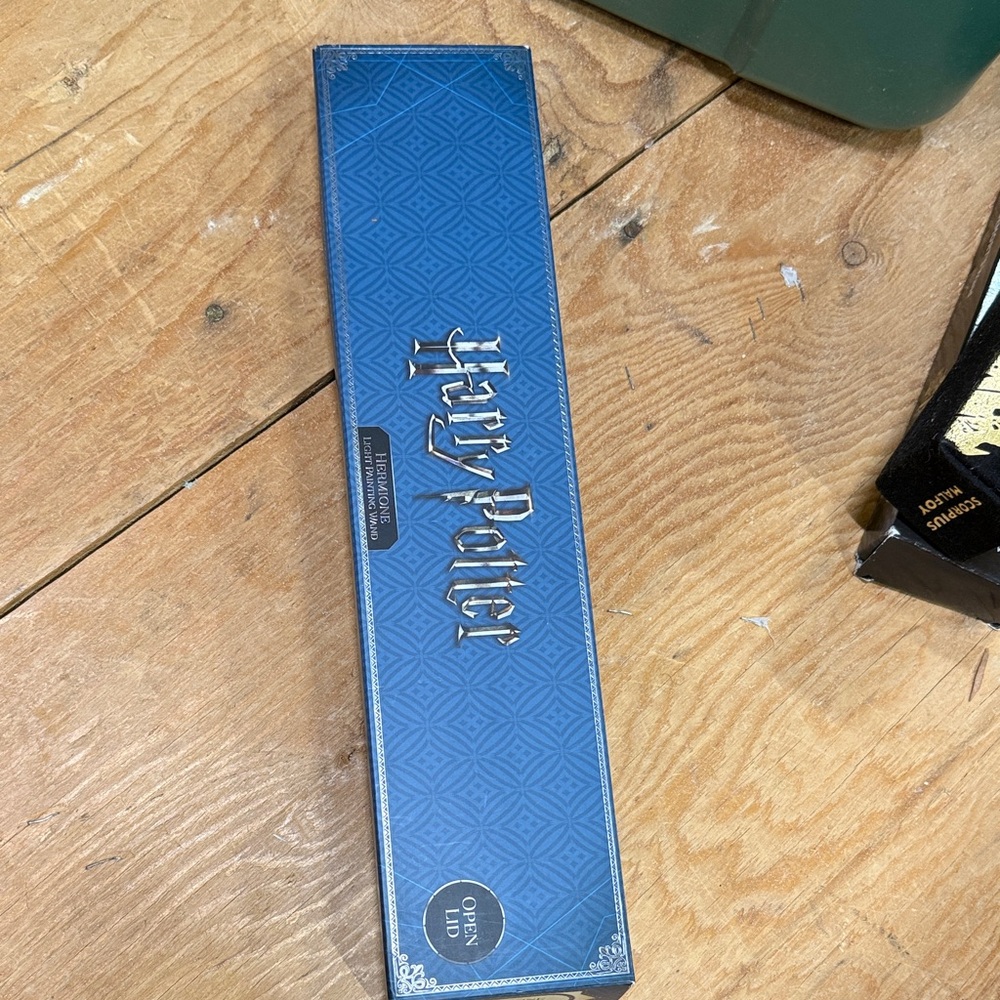 Harry Potter
HERMIONE
LIGHT PAINTING WAND
OPEN
LID
SCORPIUS
MALFOY